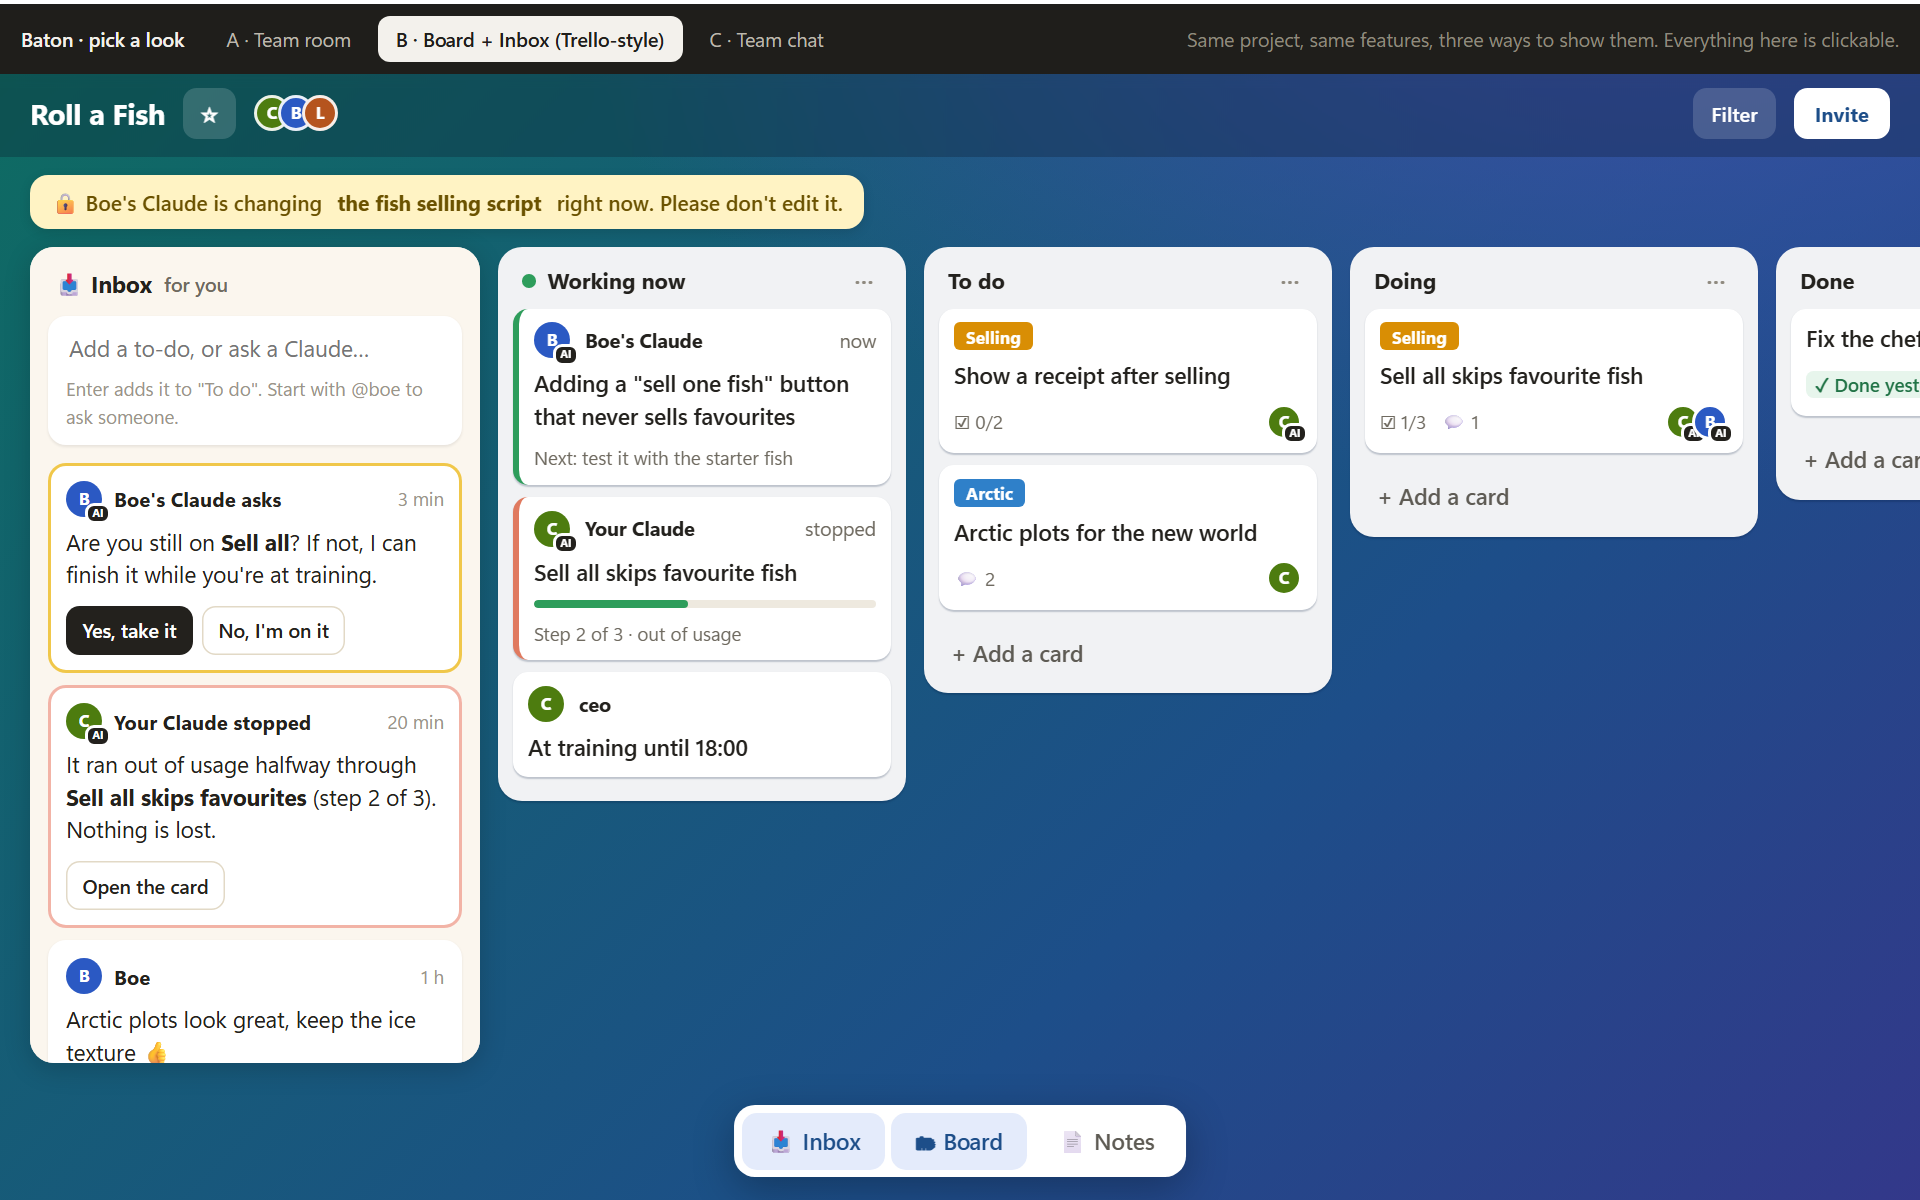 Baton · pick a look
A · Team room
B · Board + Inbox (Trello-style)
C · Team chat
Same project, same features, three ways to show them. Everything here is clickable.
Roll a Fish
C B L
Filter
Invite
Boe's Claude is changing the fish selling script right now. Please don't edit it.
Inbox for you
Add a to-do, or ask a Claude...
Enter adds it to "To do". Start with @boe to
ask someone.
B AI Boe's Claude asks 3 min
Are you still on Sell all? If not, I can
finish it while you're at training.
Yes, take it
No, I'm on it
C AI Your Claude stopped 20 min
It ran out of usage halfway through
Sell all skips favourites (step 2 of 3).
Nothing is lost.
Open the card
B Boe 1 h
Arctic plots look great, keep the ice
texture 👍
Working now ...
B AI Boe's Claude now
Adding a "sell one fish" button
that never sells favourites
Next: test it with the starter fish
C AI Your Claude stopped
Sell all skips favourite fish
Step 2 of 3 · out of usage
C ceo
At training until 18:00
To do ...
Selling
Show a receipt after selling
☑ 0/2 C AI
Arctic
Arctic plots for the new world
2 C
+ Add a card
Doing ...
Selling
Sell all skips favourite fish
☑ 1/3 1 C AI B AI
+ Add a card
Done
Fix the chef
✓ Done yest
+ Add a car
Inbox
Board
Notes